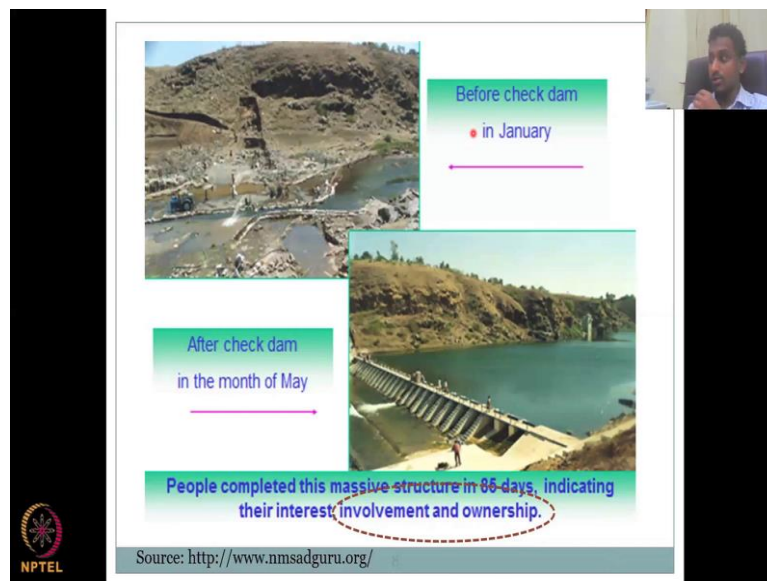 Before check dam
in January
After check dam
in the month of May
People completed this massive structure in 85 days, indicating
their interest involvement and ownership.
Source: http://www.nmsadguru.org/
NPTEL